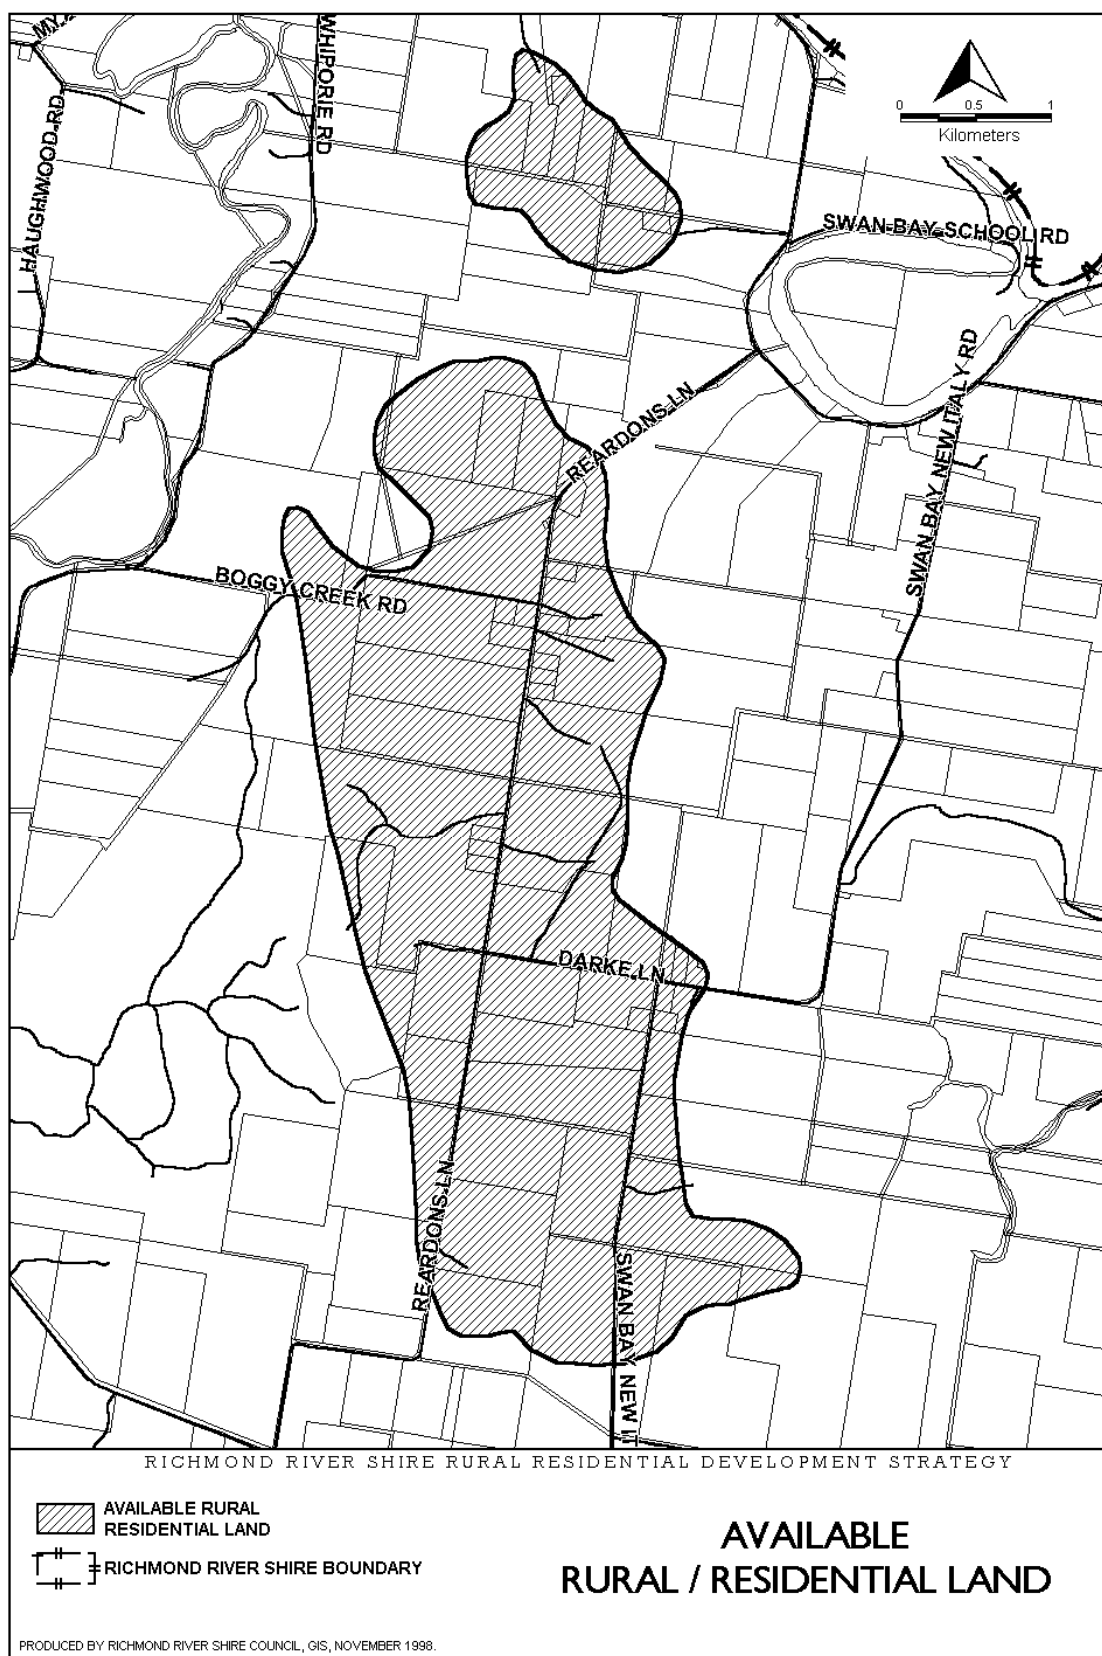 MY
WHIPORIE RD
HAUGHWOOD RD
0 0.5 1
Kilometers
SWAN BAY SCHOOL RD
SWAN BAY NEW ITALY RD
REARDONS LN
BOGGY CREEK RD
DARKE LN
REARDONS LN
SWAN BAY NEW IT
RICHMOND RIVER SHIRE RURAL RESIDENTIAL DEVELOPMENT STRATEGY
AVAILABLE RURAL
RESIDENTIAL LAND
RICHMOND RIVER SHIRE BOUNDARY
AVAILABLE
RURAL / RESIDENTIAL LAND
PRODUCED BY RICHMOND RIVER SHIRE COUNCIL, GIS, NOVEMBER 1998.